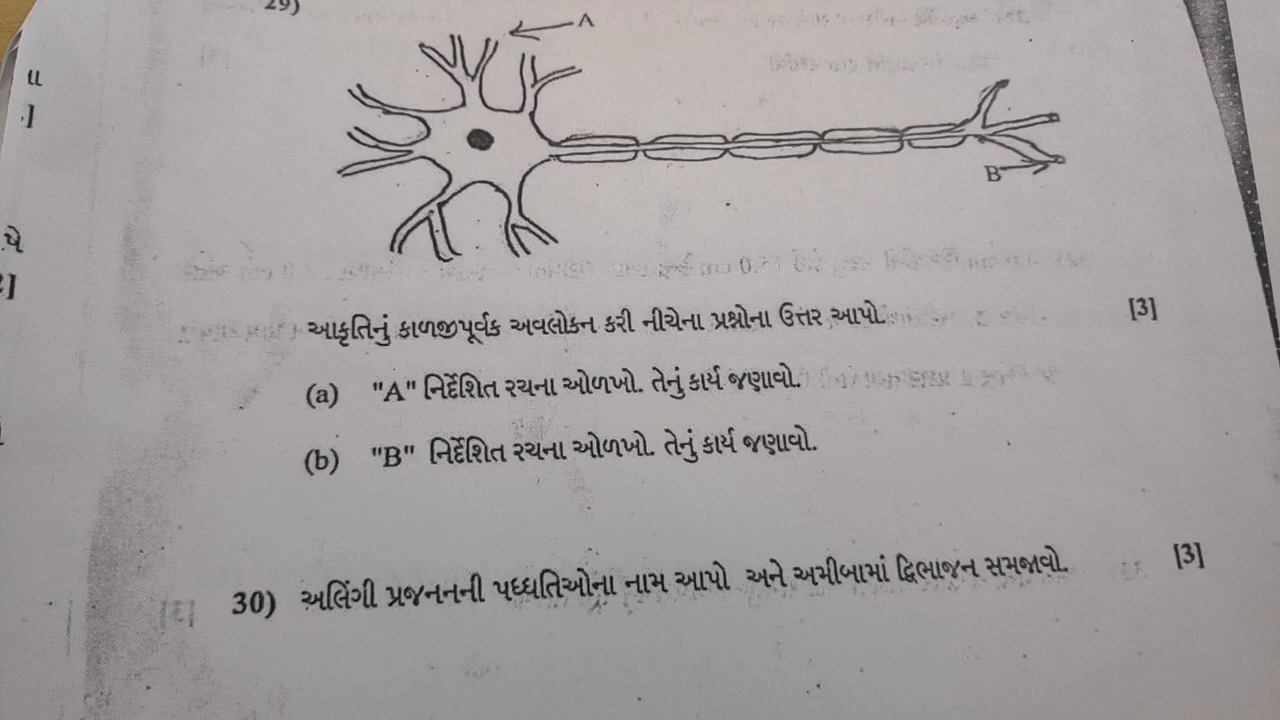 29)
A
B
આકૃતિનું કાળજીપૂર્વક અવલોકન કરી નીચેના પ્રશ્નોના ઉત્તર આપો. [3]
(a) "A" નિર્દેશિત રચના ઓળખો. તેનું કાર્ય જણાવો.
(b) "B" નિર્દેશિત રચના ઓળખો. તેનું કાર્ય જણાવો.
30) અલિંગી પ્રજનનની પધ્ધતિઓના નામ આપો અને અમીબામાં દ્વિભાજન સમજાવો. [3]